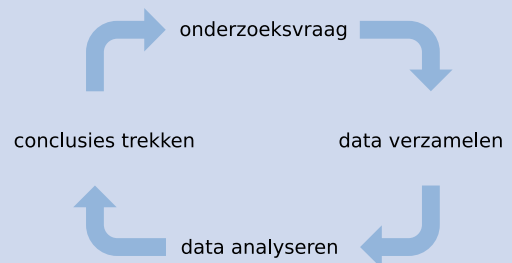 onderzoeksvraag
data verzamelen
data analyseren
conclusies trekken